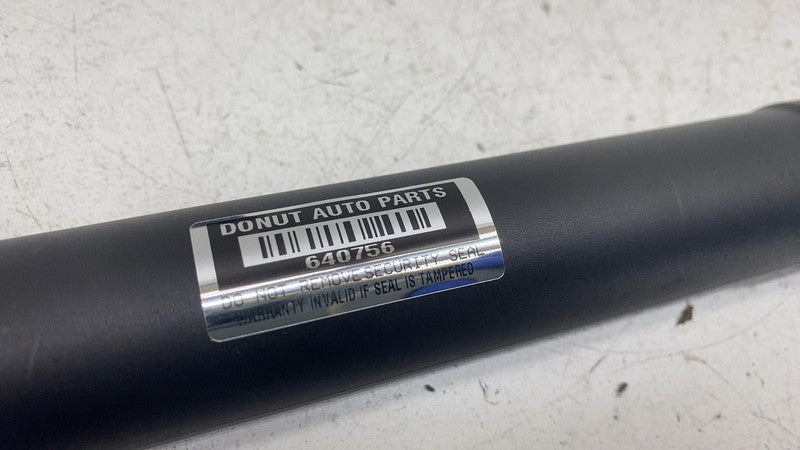 DONUT AUTO PARTS
640756
DO NOT REMOVE SECURITY SEAL
WARRANTY INVALID IF SEAL IS TAMPERED